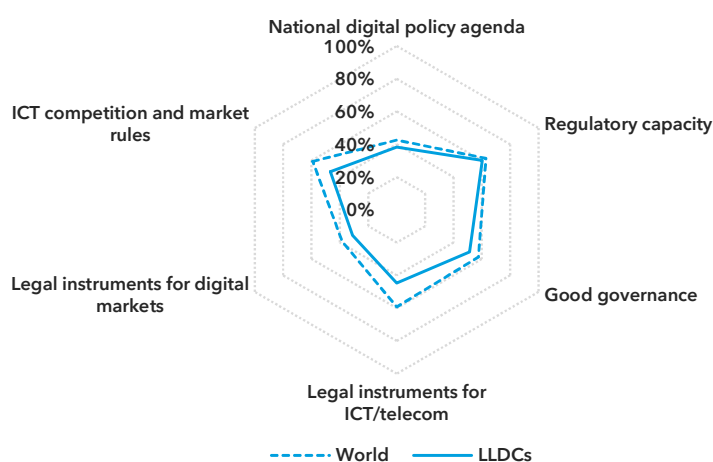 National digital policy agenda
100%
80%
60%
40%
20%
0%
ICT competition and market
rules
Regulatory capacity
Legal instruments for digital
markets
Good governance
Legal instruments for
ICT/telecom
World
LLDCs